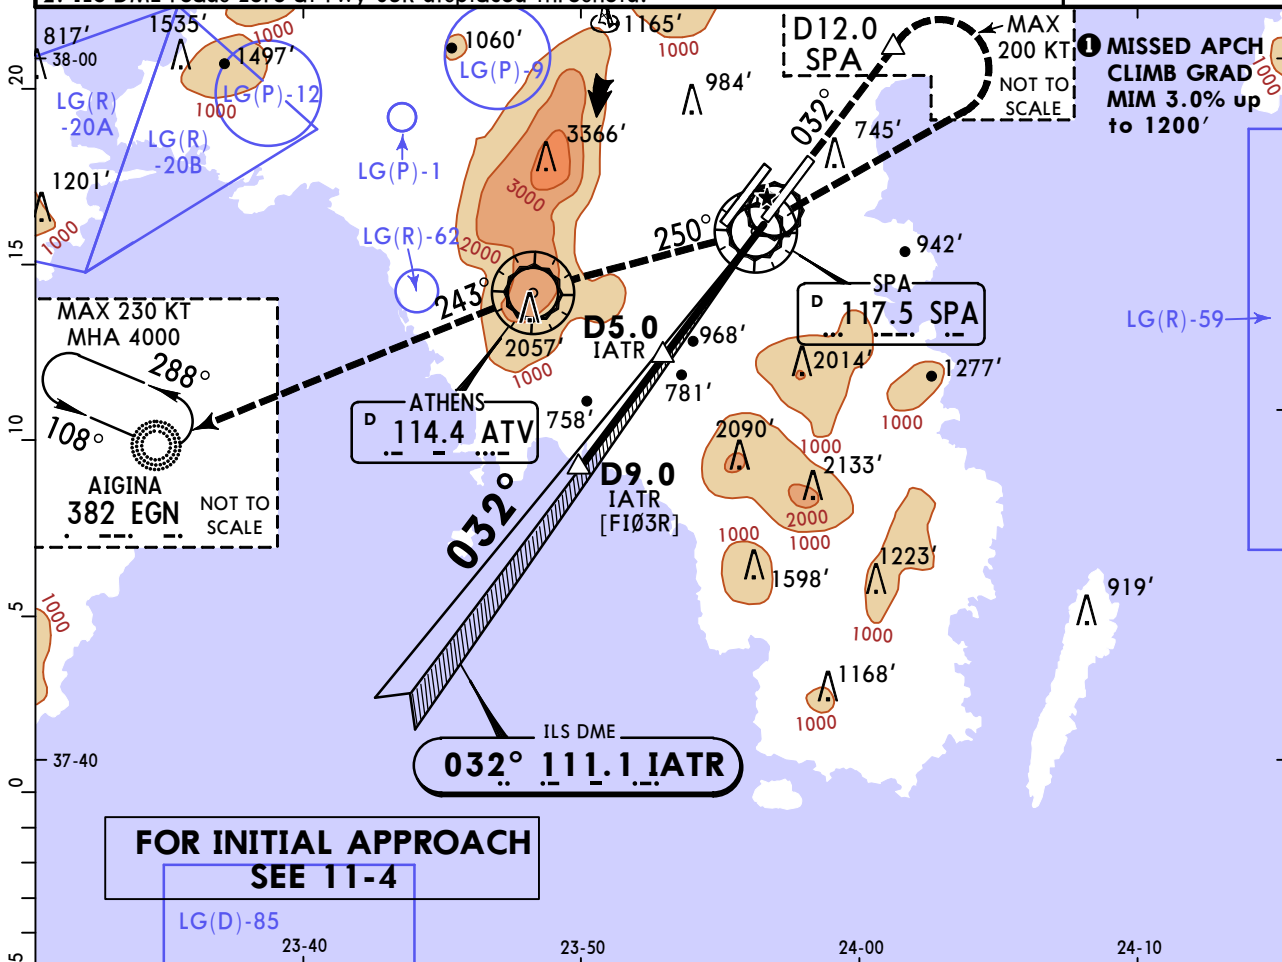 817'
38-00
1535'
1000
1497'
LG(P)-12
1000
LG(R)
-20A
LG(R)
-20B
1201'
1000
1060'
LG(P)-9
1165'
1000
984'
3366'
3000
2000
LG(P)-1
LG(R)-62
D12.0
SPA
MAX
200 KT
NOT TO
SCALE
032°
745'
1 MISSED APCH
CLIMB GRAD
MIM 3.0% up
to 1200'
1000
942'
250°
243°
SPA
D 117.5 SPA
LG(R)-59
MAX 230 KT
MHA 4000
288°
108°
AIGINA
382 EGN
NOT TO
SCALE
2057'
1000
D5.0
IATR
968'
781'
758'
ATHENS
D 114.4 ATV
2014'
1000
1277'
1000
2090'
2133'
2000
1000
1000
D9.0
IATR
[FIØ3R]
032°
1598'
1223'
1000
919'
1168'
1000
1000
ILS DME
032° 111.1 IATR
37-40
FOR INITIAL APPROACH
SEE 11-4
LG(D)-85
20
15
10
5
0
5
23-40
23-50
24-00
24-10